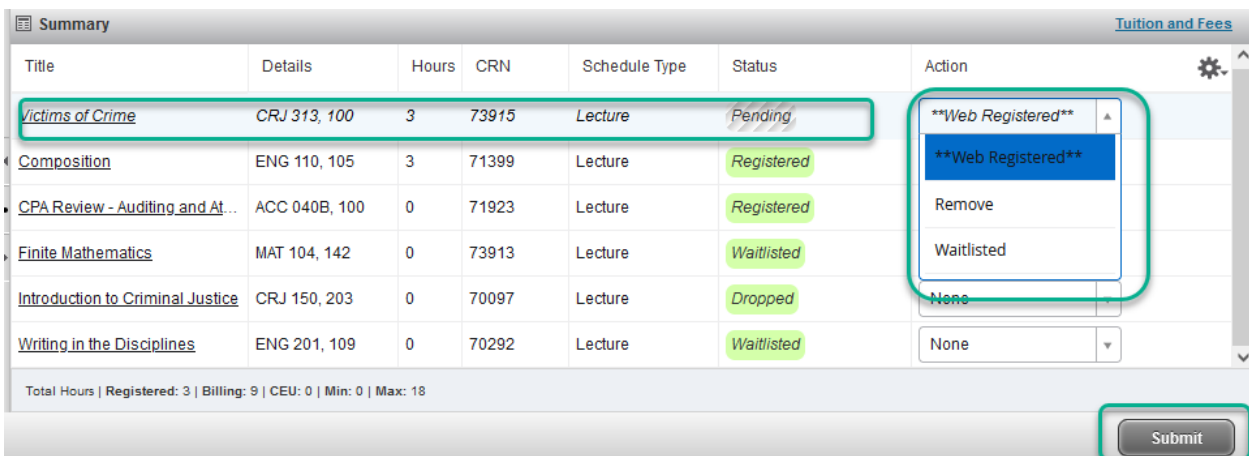 Summary Tuition and Fees
Title Details Hours CRN Schedule Type Status Action
Victims of Crime CRJ 313, 100 3 73915 Lecture Pending **Web Registered**
Composition ENG 110, 105 3 71399 Lecture Registered **Web Registered**
CPA Review - Auditing and At... ACC 040B, 100 0 71923 Lecture Registered Remove
Finite Mathematics MAT 104, 142 0 73913 Lecture Waitlisted Waitlisted
Introduction to Criminal Justice CRJ 150, 203 0 70097 Lecture Dropped None
Writing in the Disciplines ENG 201, 109 0 70292 Lecture Waitlisted None
Total Hours | Registered: 3 | Billing: 9 | CEU: 0 | Min: 0 | Max: 18
Submit